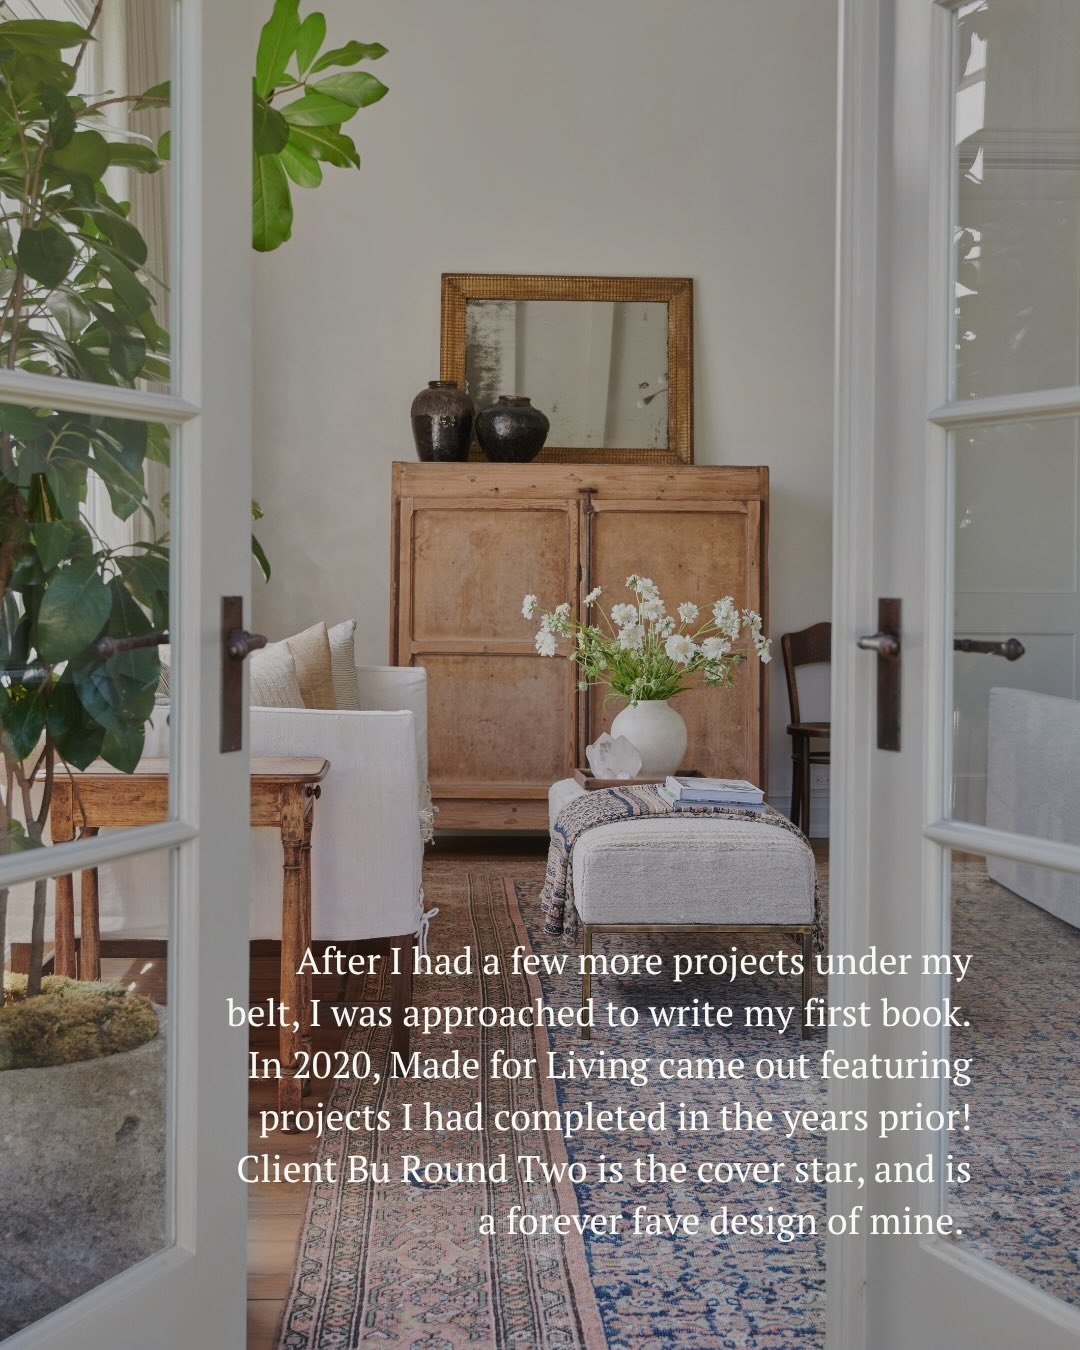 After I had a few more projects under my
belt, I was approached to write my first book.
In 2020, Made for Living came out featuring
projects I had completed in the years prior!
Client Bu Round Two is the cover star, and is
a forever fave design of mine.